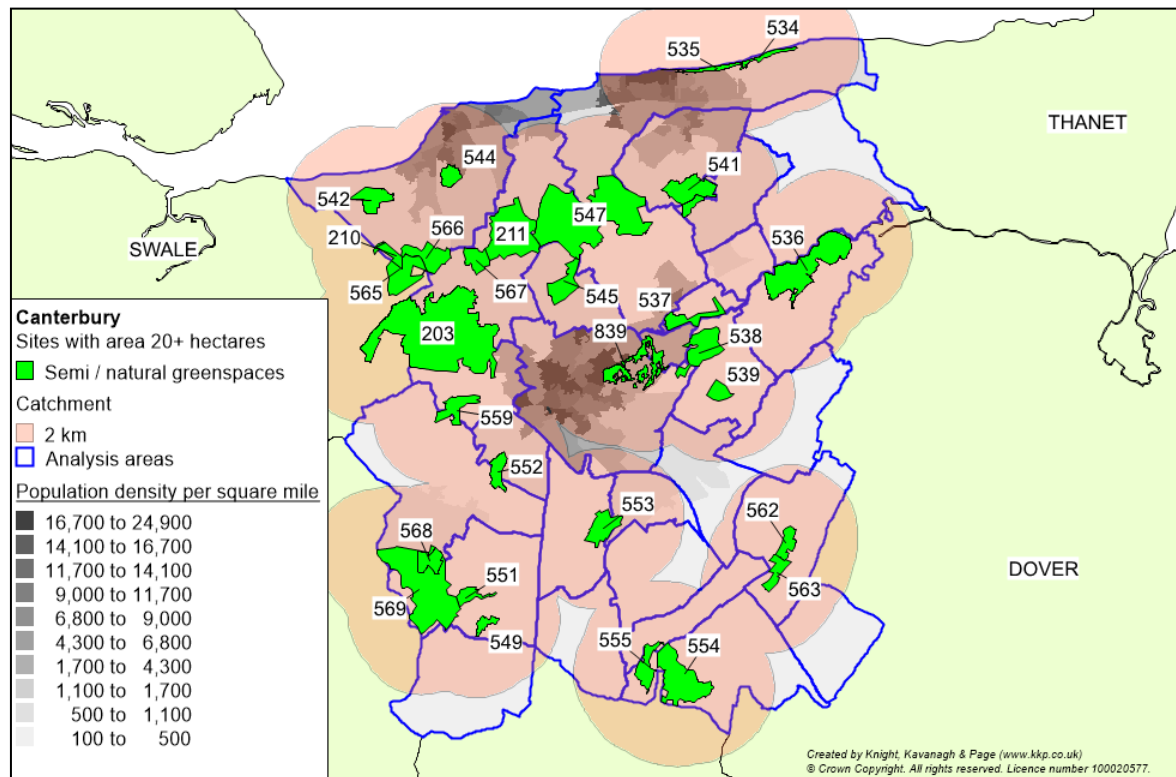 534
535
THANET
544
541
542
547
210
566
211
SWALE
536
565
567
545
537
203
839
538
539
559
552
553
562
568
551
DOVER
569
563
549
555
554
Canterbury
Sites with area 20+ hectares
Semi / natural greenspaces
Catchment
2 km
Analysis areas
Population density per square mile
16,700 to 24,900
14,100 to 16,700
11,700 to 14,100
9,000 to 11,700
6,800 to 9,000
4,300 to 6,800
1,700 to 4,300
1,100 to 1,700
500 to 1,100
100 to 500
Created by Knight, Kavanagh & Page (www.kkp.co.uk)
© Crown Copyright. All rights reserved. Licence number 100020577.